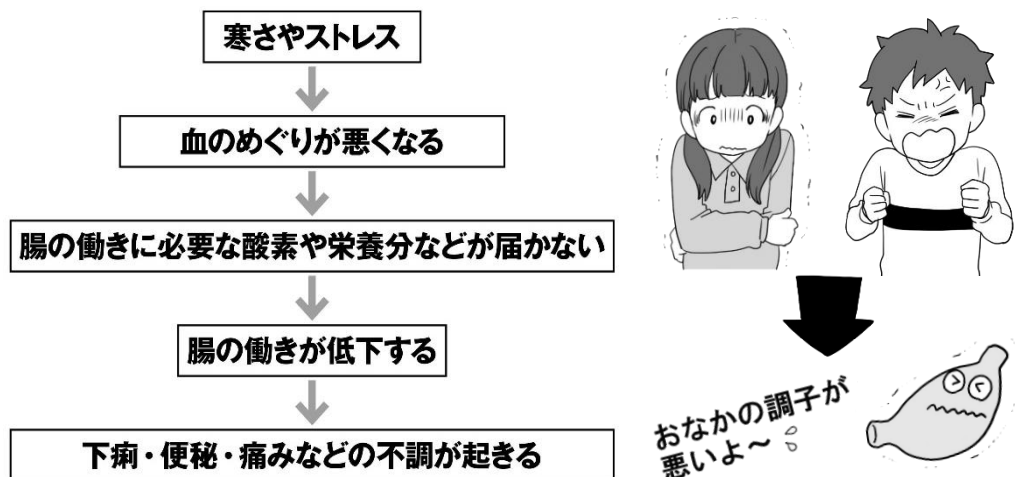 寒さやストレス
血のめぐりが悪くなる
腸の働きに必要な酸素や栄養分などが届かない
腸の働きが低下する
下痢・便秘・痛みなどの不調が起きる
おなかの調子が
悪いよ~